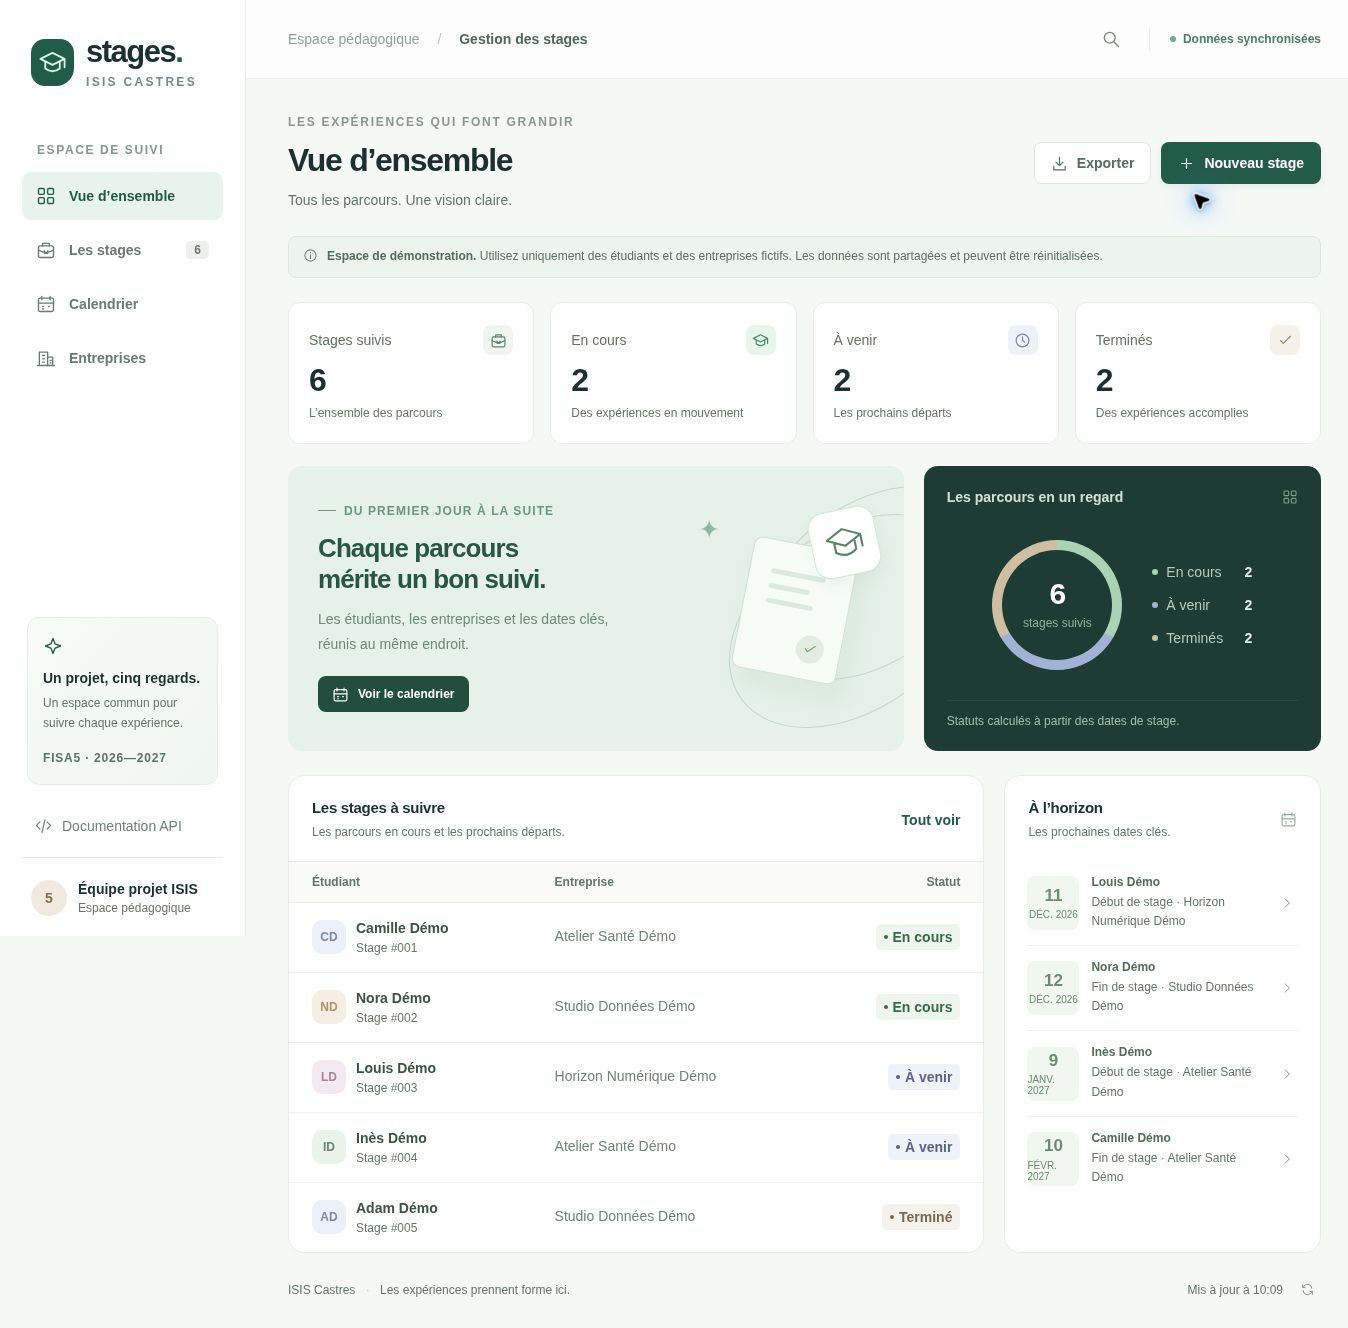 stages.
ISIS CASTRES
ESPACE DE SUIVI
Vue d’ensemble
Les stages 6
Calendrier
Entreprises
Un projet, cinq regards.
Un espace commun pour
suivre chaque expérience.
FISA5 · 2026—2027
Documentation API
5
Équipe projet ISIS
Espace pédagogique
Espace pédagogique / Gestion des stages
Données synchronisées
LES EXPÉRIENCES QUI FONT GRANDIR
Vue d’ensemble
Tous les parcours. Une vision claire.
Exporter
Nouveau stage
Espace de démonstration. Utilisez uniquement des étudiants et des entreprises fictifs. Les données sont partagées et peuvent être réinitialisées.
Stages suivis
6
L’ensemble des parcours
En cours
2
Des expériences en mouvement
À venir
2
Les prochains départs
Terminés
2
Des expériences accomplies
DU PREMIER JOUR À LA SUITE
Chaque parcours
mérite un bon suivi.
Les étudiants, les entreprises et les dates clés,
réunis au même endroit.
Voir le calendrier
Les parcours en un regard
6
stages suivis
En cours 2
À venir 2
Terminés 2
Statuts calculés à partir des dates de stage.
Les stages à suivre
Les parcours en cours et les prochains départs.
Tout voir
Étudiant Entreprise Statut
CD
Camille Démo
Stage #001
Atelier Santé Démo
• En cours
ND
Nora Démo
Stage #002
Studio Données Démo
• En cours
LD
Louis Démo
Stage #003
Horizon Numérique Démo
• À venir
ID
Inès Démo
Stage #004
Atelier Santé Démo
• À venir
AD
Adam Démo
Stage #005
Studio Données Démo
• Terminé
À l’horizon
Les prochaines dates clés.
11
DÉC. 2026
Louis Démo
Début de stage · Horizon
Numérique Démo
12
DÉC. 2026
Nora Démo
Fin de stage · Studio Données
Démo
9
JANV.
2027
Inès Démo
Début de stage · Atelier Santé
Démo
10
FÉVR.
2027
Camille Démo
Fin de stage · Atelier Santé
Démo
ISIS Castres · Les expériences prennent forme ici.
Mis à jour à 10:09